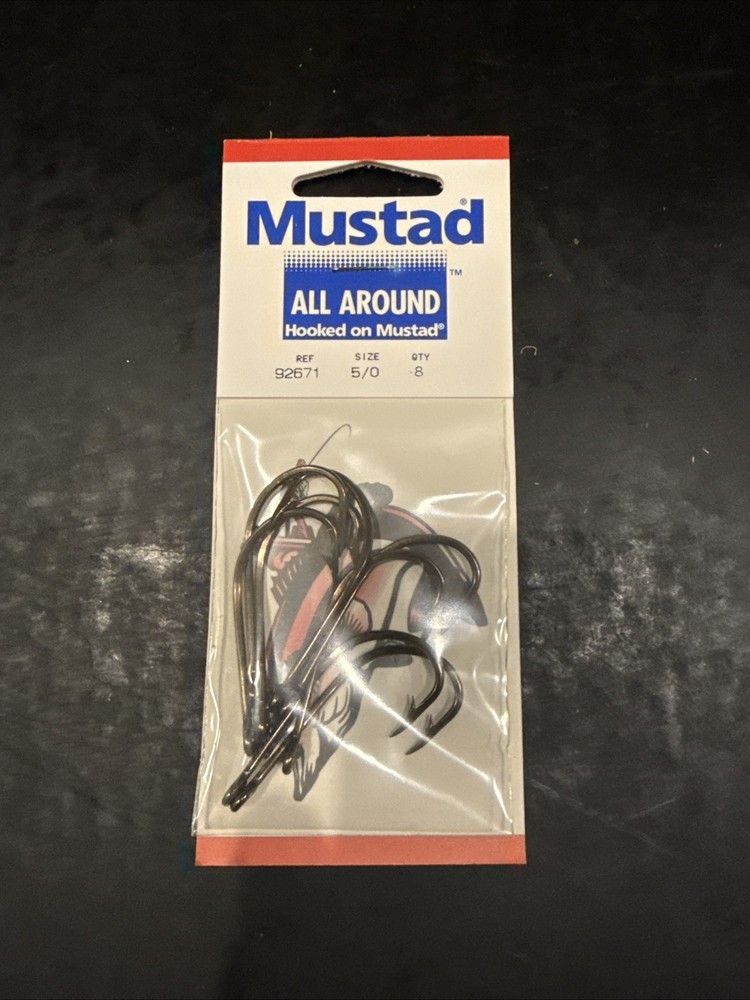 Mustad®
™
ALL AROUND
Hooked on Mustad®
REF SIZE QTY
92671 5/0 8